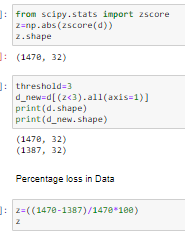 ]: from scipy.stats import zscore
z=np.abs(zscore(d))
z.shape
]: (1470, 32)
]: threshold=3
d_new=d[(z<3).all(axis=1)]
print(d.shape)
print(d_new.shape)
(1470, 32)
(1387, 32)
Percentage loss in Data
]: z=((1470-1387)/1470*100)
z